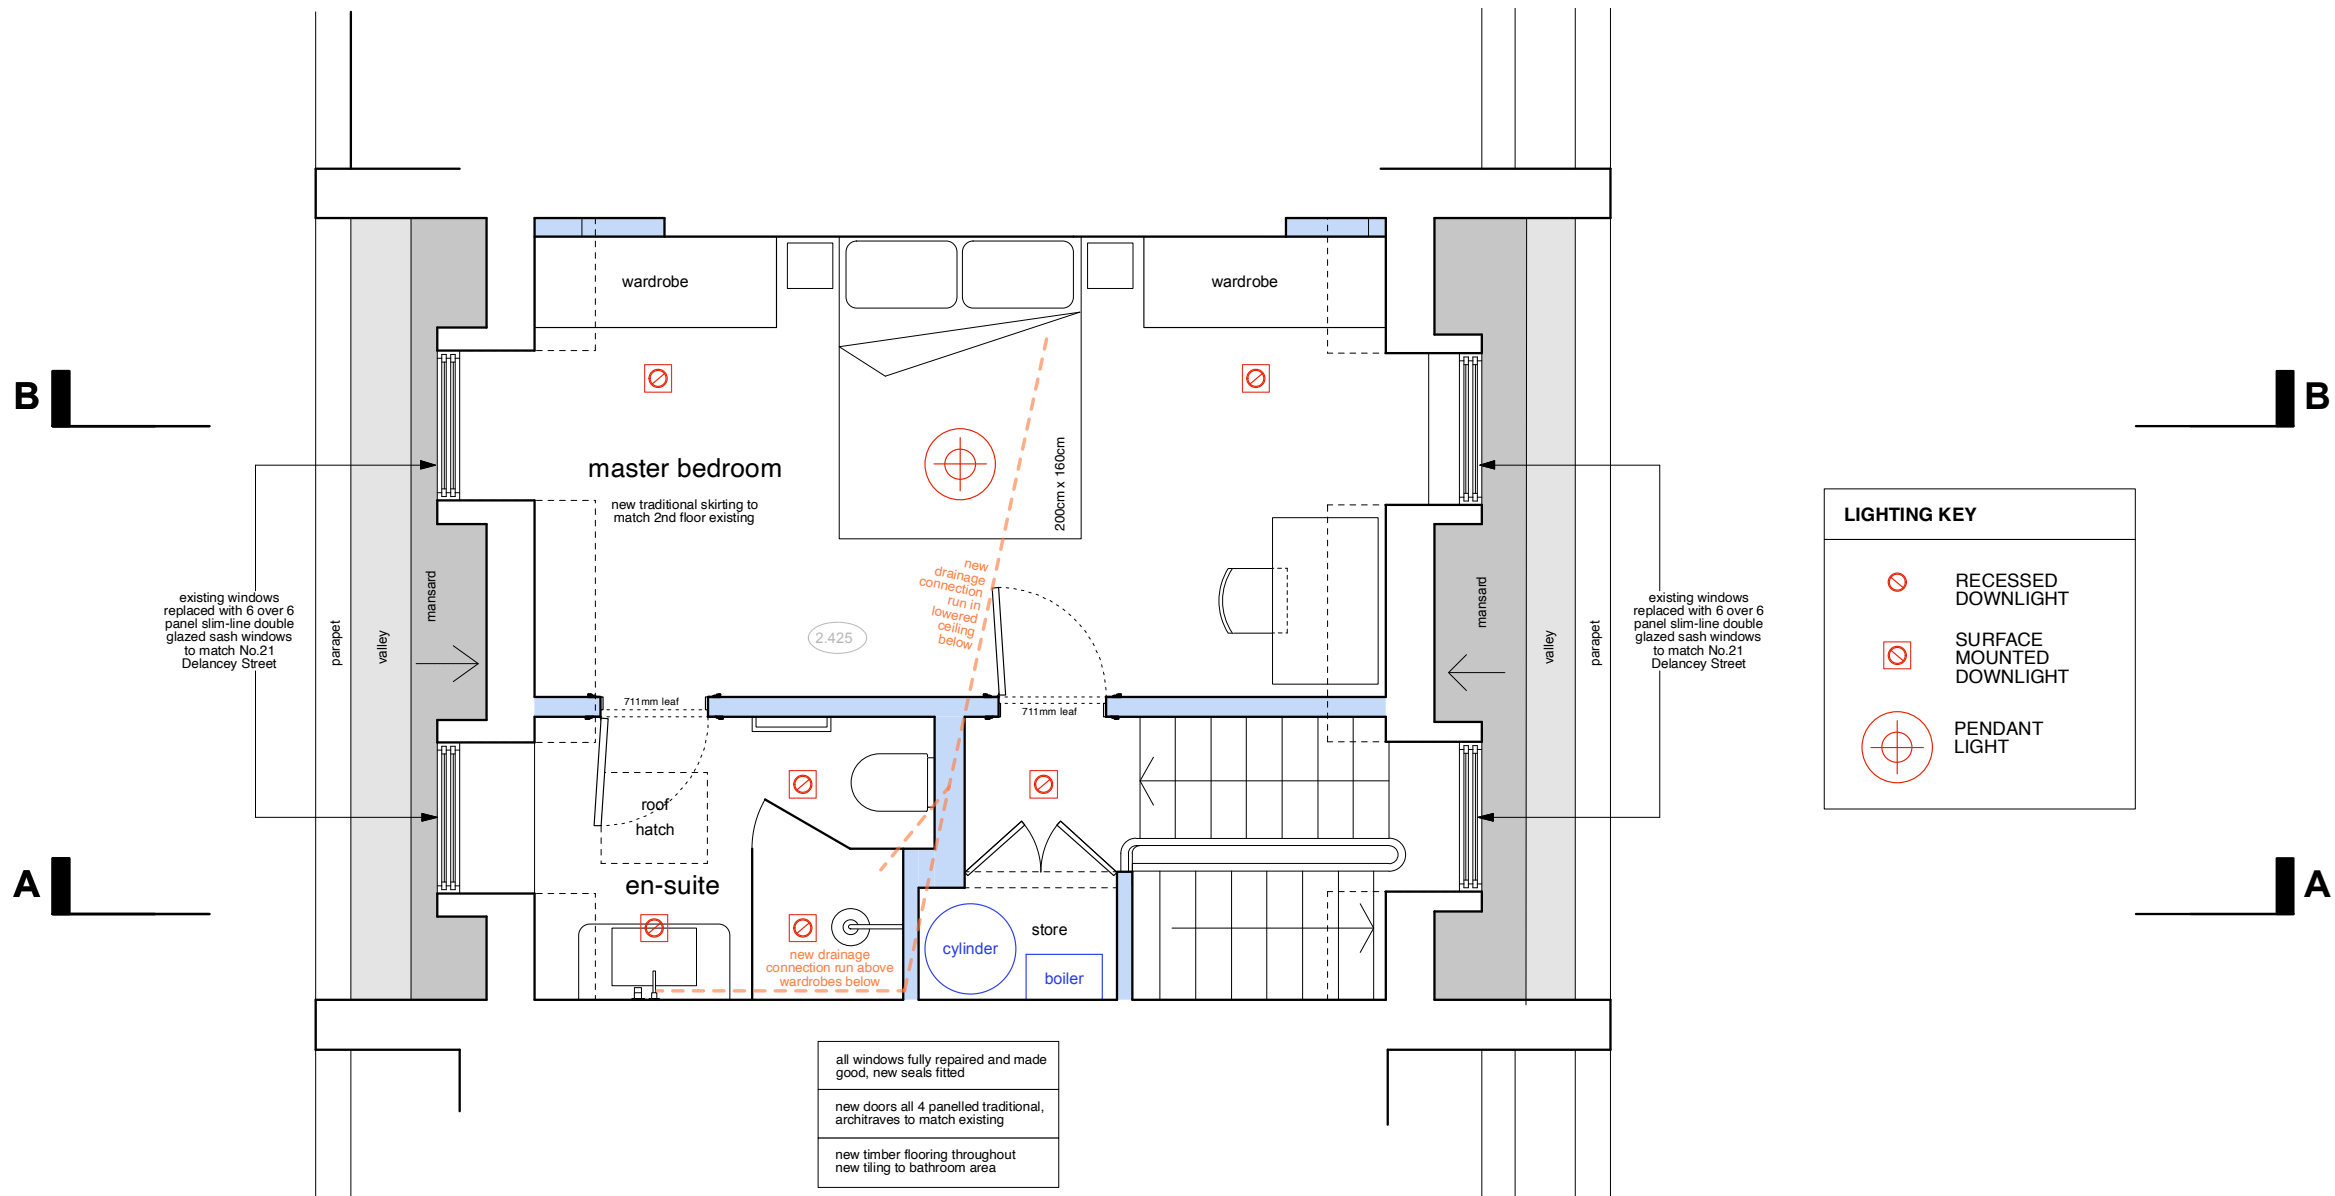 wardrobe
wardrobe
B
B
master bedroom
new traditional skirting to
match 2nd floor existing
200cm x 160cm
LIGHTING KEY
RECESSED
DOWNLIGHT
SURFACE
MOUNTED
DOWNLIGHT
PENDANT
LIGHT
new
drainage
connection
run in
lowered
ceiling
below
existing windows
replaced with 6 over 6
panel slim-line double
glazed sash windows
to match No.21
Delancey Street
parapet
valley
mansard
2.425
mansard
valley
parapet
existing windows
replaced with 6 over 6
panel slim-line double
glazed sash windows
to match No.21
Delancey Street
711mm leaf
711mm leaf
roof
hatch
A
A
en-suite
store
cylinder
boiler
new drainage
connection run above
wardrobes below
all windows fully repaired and made
good, new seals fitted
new doors all 4 panelled traditional,
architraves to match existing
new timber flooring throughout
new tiling to bathroom area